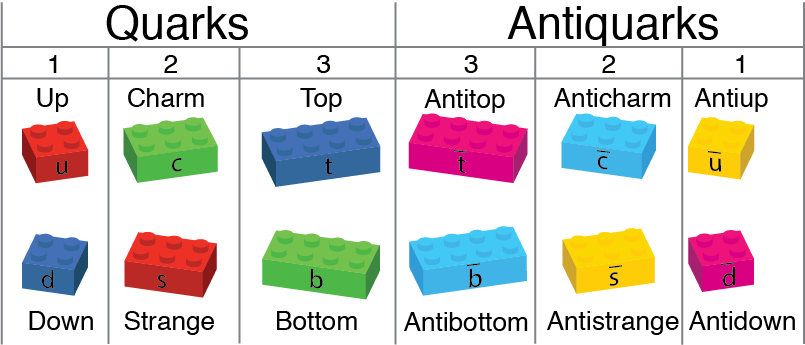 Quarks Antiquarks
1 2 3 3 2 1
Up Charm Top Antitop Anticharm Antiup
u c t t̅ c̅ u̅
d s b b̅ s̅ d̅
Down Strange Bottom Antibottom Antistrange Antidown